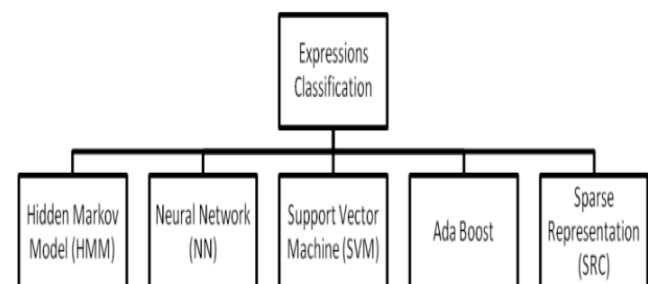 Expressions
Classification
Hidden Markov
Model (HMM)
Neural Network
(NN)
Support Vector
Machine (SVM)
Ada Boost
Sparse
Representation
(SRC)